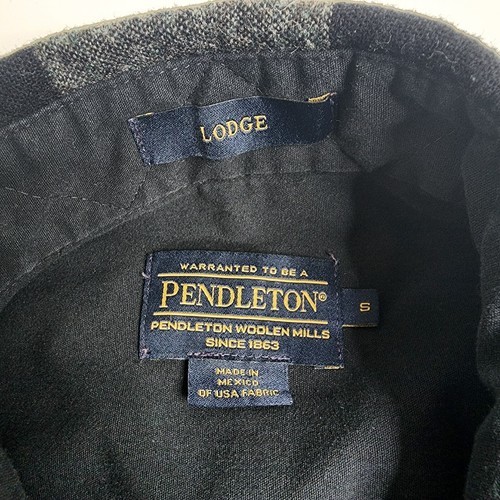 LODGE
WARRANTED TO BE A
PENDLETON®
PENDLETON WOOLEN MILLS
SINCE 1863
S
MADE IN
MEXICO
OF USA FABRIC